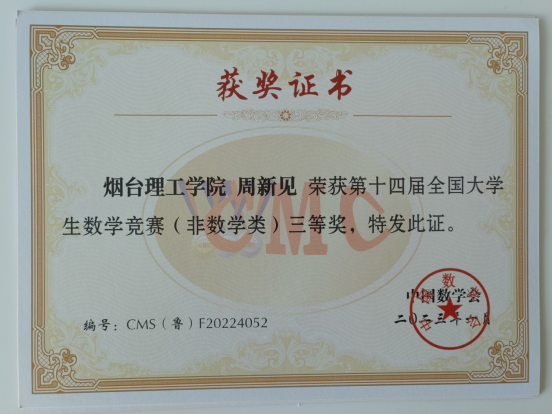 获奖证书
烟台理工学院 周新见 荣获第十四届全国大学
生数学竞赛（非数学类）三等奖，特发此证。
CMC
中国数学会
编号：CMS（鲁）F20224052
二〇二三年